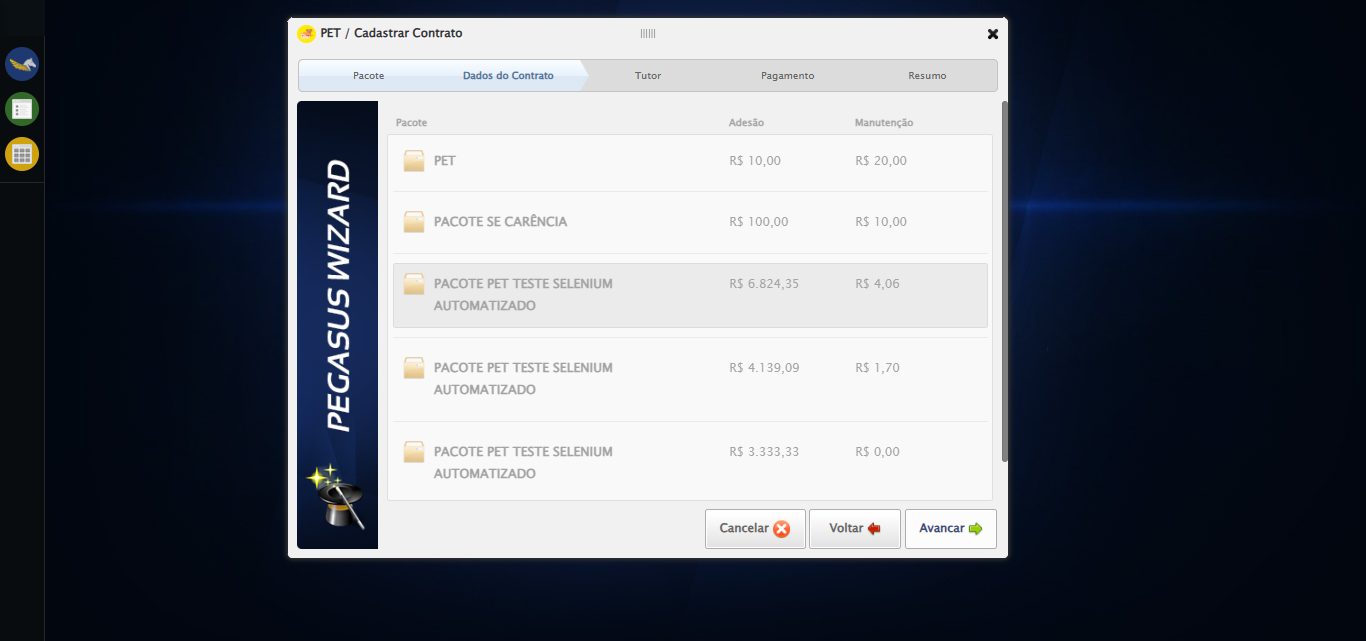 PET / Cadastrar Contrato
Pacote Dados do Contrato Tutor Pagamento Resumo
PEGASUS WIZARD
Pacote Adesão Manutenção
PET R$ 10,00 R$ 20,00
PACOTE SE CARÊNCIA R$ 100,00 R$ 10,00
PACOTE PET TESTE SELENIUM R$ 6.824,35 R$ 4,06
AUTOMATIZADO
PACOTE PET TESTE SELENIUM R$ 4.139,09 R$ 1,70
AUTOMATIZADO
PACOTE PET TESTE SELENIUM R$ 3.333,33 R$ 0,00
AUTOMATIZADO
Cancelar Voltar Avancar